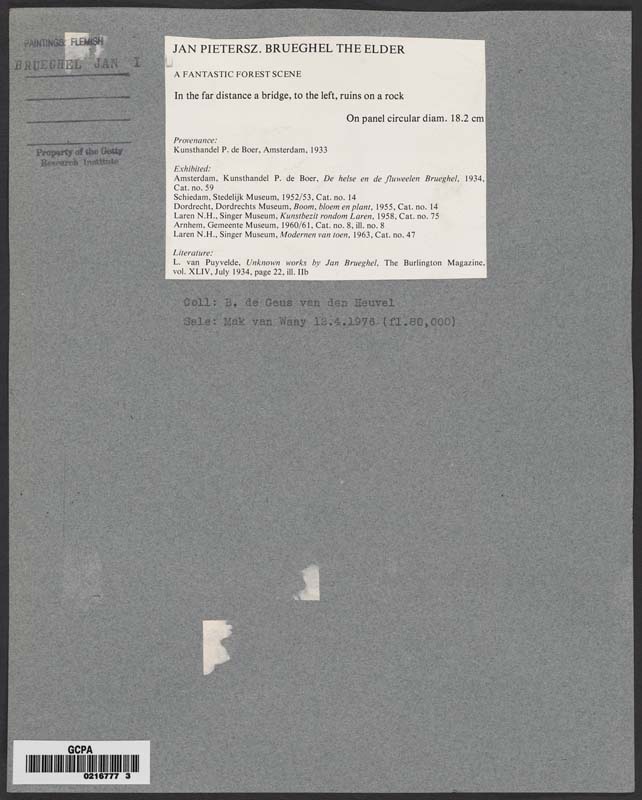 PAINTINGS: FLEMISH
BRUEGHEL JAN I
Property of the Getty
Research Institute
JAN PIETERSZ. BRUEGHEL THE ELDER
A FANTASTIC FOREST SCENE
In the far distance a bridge, to the left, ruins on a rock
On panel circular diam. 18.2 cm
Provenance:
Kunsthandel P. de Boer, Amsterdam, 1933
Exhibited:
Amsterdam, Kunsthandel P. de Boer, De helse en de fluweelen Brueghel, 1934,
Cat. no. 59
Schiedam, Stedelijk Museum, 1952/53, Cat. no. 14
Dordrecht, Dordrechts Museum, Boom, bloem en plant, 1955, Cat. no. 14
Laren N.H., Singer Museum, Kunstbezit rondom Laren, 1958, Cat. no. 75
Arnhem, Gemeente Museum, 1960/61, Cat. no. 8, ill. no. 8
Laren N.H., Singer Museum, Modernen van toen, 1963, Cat. no. 47
Literature:
L. van Puyvelde, Unknown works by Jan Brueghel, The Burlington Magazine,
vol. XLIV, July 1934, page 22, ill. IIb
Coll: B. de Geus van den Heuvel
Sale: Mak van Waay 13.4.1976 (fl.80,000)
GCPA
0216777 3